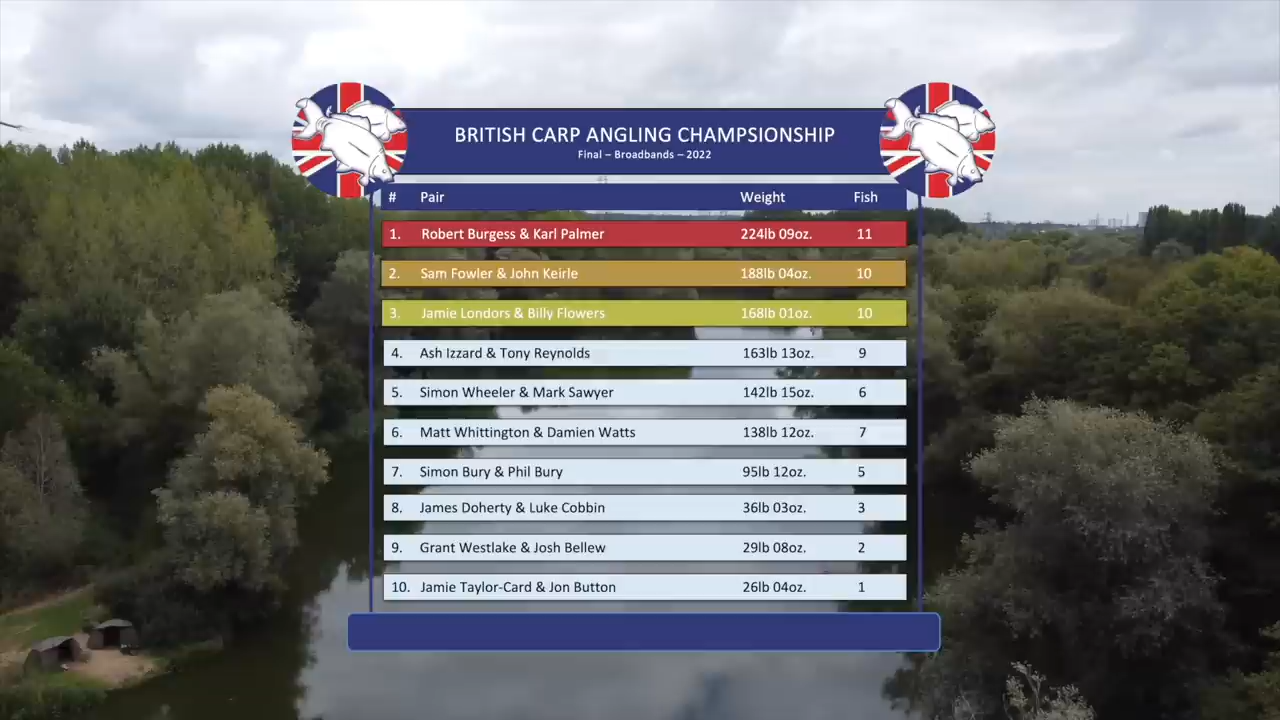 BRITISH CARP ANGLING CHAMPSIONSHIP
Final – Broadbands – 2022
# Pair Weight Fish
1. Robert Burgess & Karl Palmer 224lb 09oz. 11
2. Sam Fowler & John Keirle 188lb 04oz. 10
3. Jamie Londors & Billy Flowers 168lb 01oz. 10
4. Ash Izzard & Tony Reynolds 163lb 13oz. 9
5. Simon Wheeler & Mark Sawyer 142lb 15oz. 6
6. Matt Whittington & Damien Watts 138lb 12oz. 7
7. Simon Bury & Phil Bury 95lb 12oz. 5
8. James Doherty & Luke Cobbin 36lb 03oz. 3
9. Grant Westlake & Josh Bellew 29lb 08oz. 2
10. Jamie Taylor-Card & Jon Button 26lb 04oz. 1